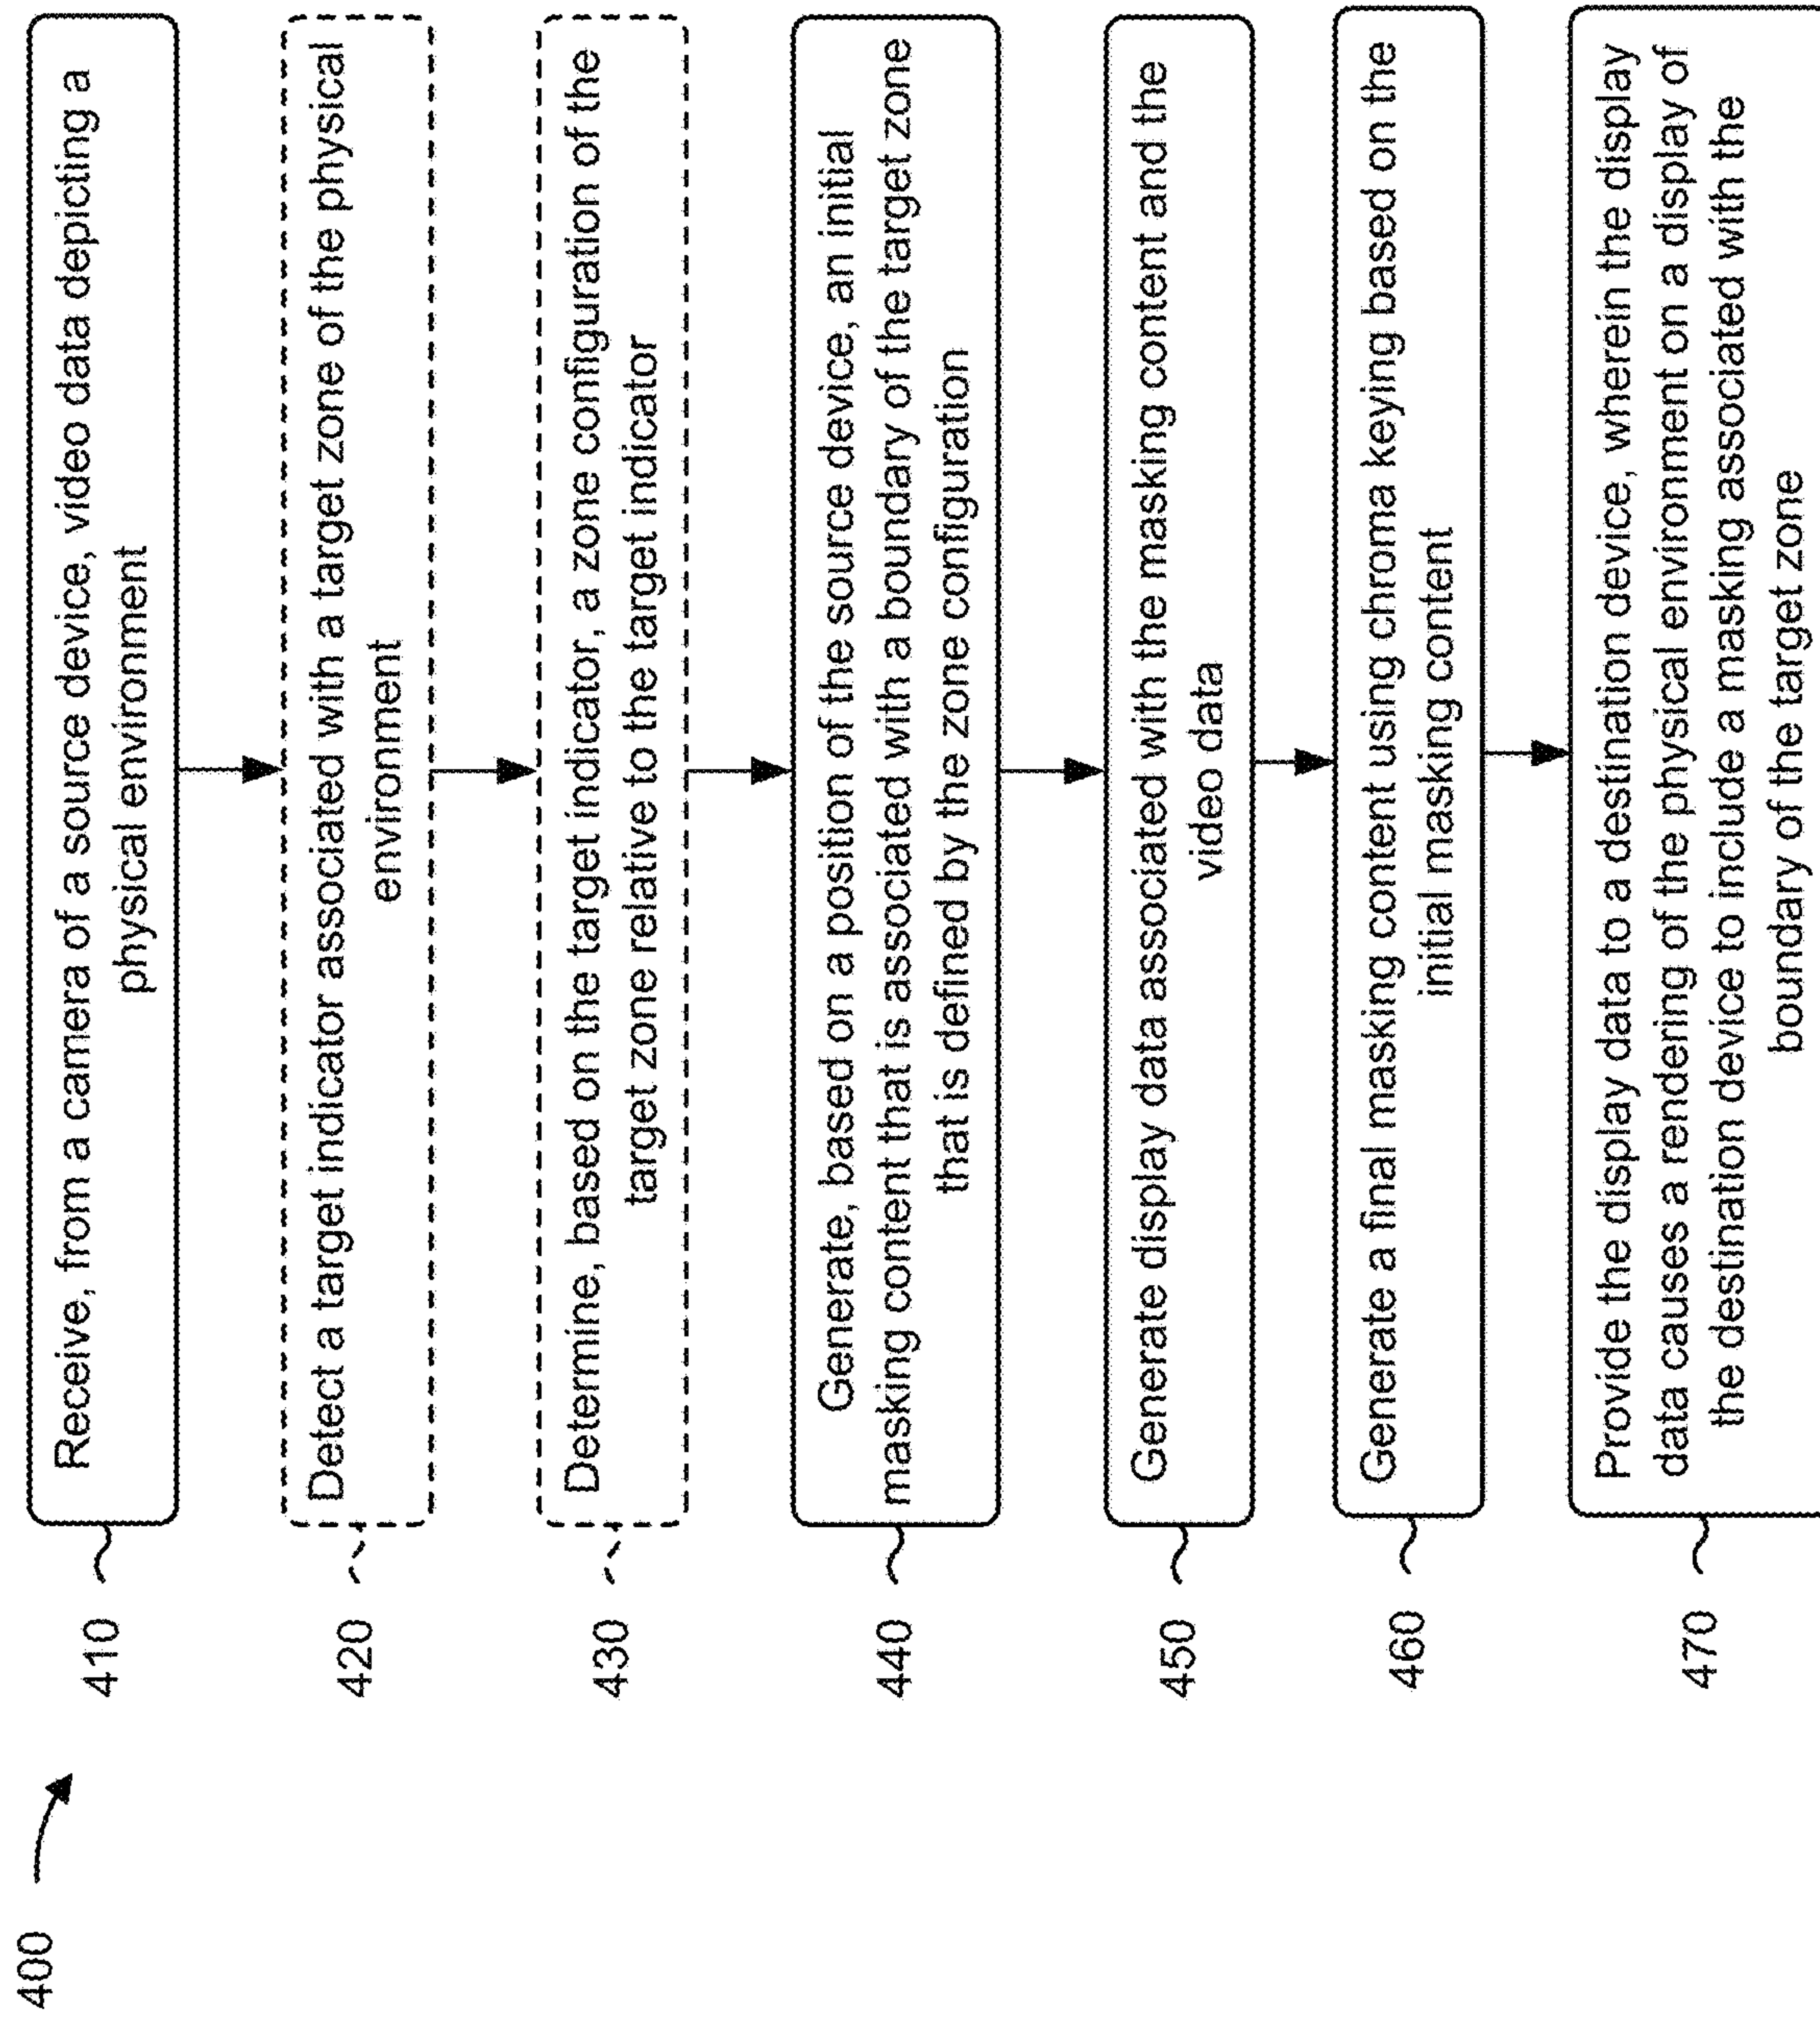 400
410
Receive, from a camera of a source device, video data depicting a
physical environment
420
Detect a target indicator associated with a target zone of the physical
environment
430
Determine, based on the target indicator, a zone configuration of the
target zone relative to the target indicator
440
Generate, based on a position of the source device, an initial
masking content that is associated with a boundary of the target zone
that is defined by the zone configuration
450
Generate display data associated with the masking content and the
video data
460
Generate a final masking content using chroma keying based on the
initial masking content
470
Provide the display data to a destination device, wherein the display
data causes a rendering of the physical environment on a display of
the destination device to include a masking associated with the
boundary of the target zone